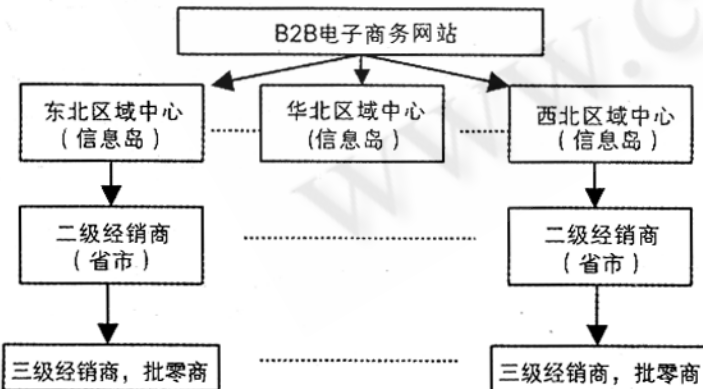 B2B电子商务网站
东北区域中心
(信息岛)
华北区域中心
(信息岛)
西北区域中心
(信息岛)
二级经销商
(省市)
二级经销商
(省市)
三级经销商，批零商
三级经销商，批零商
www.c